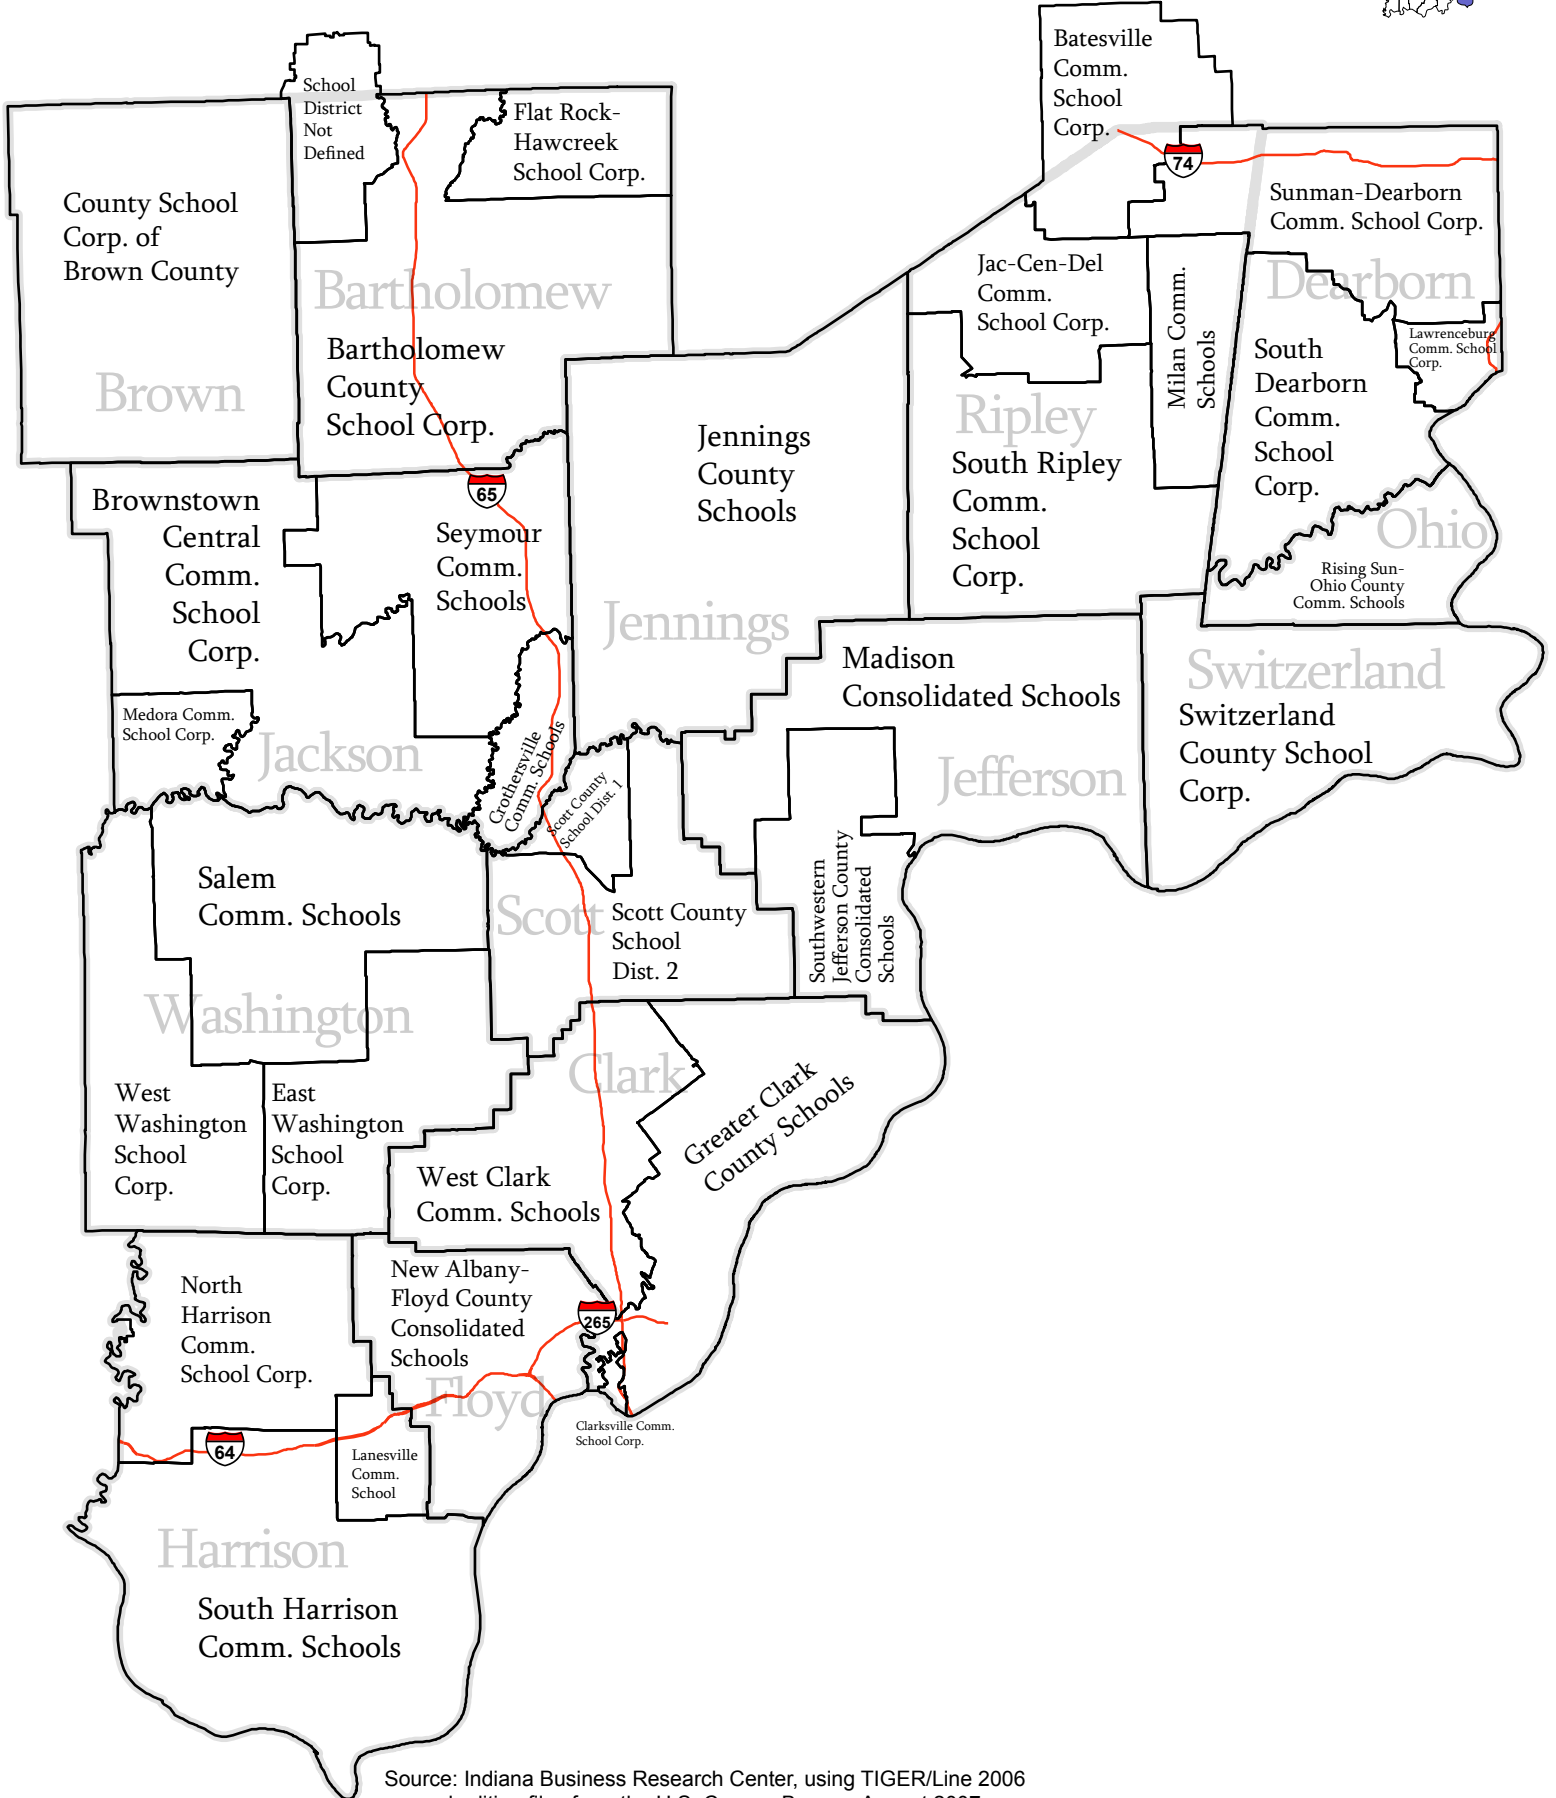 Batesville
Comm.
School
Corp.
School
District
Not
Defined
Flat Rock-
Hawcreek
School Corp.
74
County School
Corp. of
Brown County
Sunman-Dearborn
Comm. School Corp.
Bartholomew
Jac-Cen-Del
Comm.
School Corp.
Dearborn
Milan Comm.
Schools
Lawrenceburg
Comm. School
Corp.
Bartholomew
County
School Corp.
South
Dearborn
Comm.
School
Corp.
Brown
Ripley
Jennings
County
Schools
South Ripley
Comm.
School
Corp.
65
Brownstown
Central
Comm.
School
Corp.
Seymour
Comm.
Schools
Ohio
Rising Sun-
Ohio County
Comm. Schools
Jennings
Madison
Consolidated Schools
Switzerland
Switzerland
County School
Corp.
Medora Comm.
School Corp.
Jackson
Crothersville
Comm. Schools
Scott County
School Dist. 1
Jefferson
Salem
Comm. Schools
Scott
Scott County
School
Dist. 2
Southwestern
Jefferson County
Consolidated
Schools
Washington
Clark
West
Washington
School
Corp.
East
Washington
School
Corp.
Greater Clark
County Schools
West Clark
Comm. Schools
North
Harrison
Comm.
School Corp.
New Albany-
Floyd County
Consolidated
Schools
265
Floyd
Clarksville Comm.
School Corp.
64
Lanesville
Comm.
School
Harrison
South Harrison
Comm. Schools
Source: Indiana Business Research Center, using TIGER/Line 2006